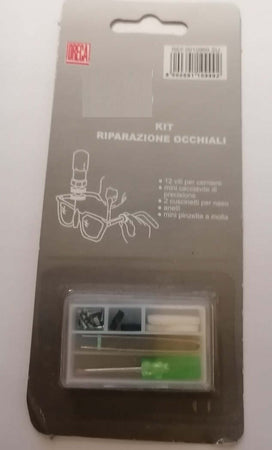 ORECA
KIT
RIPARAZIONE OCCHIALI
• 12 viti per cerniere
• mini cacciavite di
precisione
• 2 cuscinetti per naso
• anelli
• mini pinzetta a molla